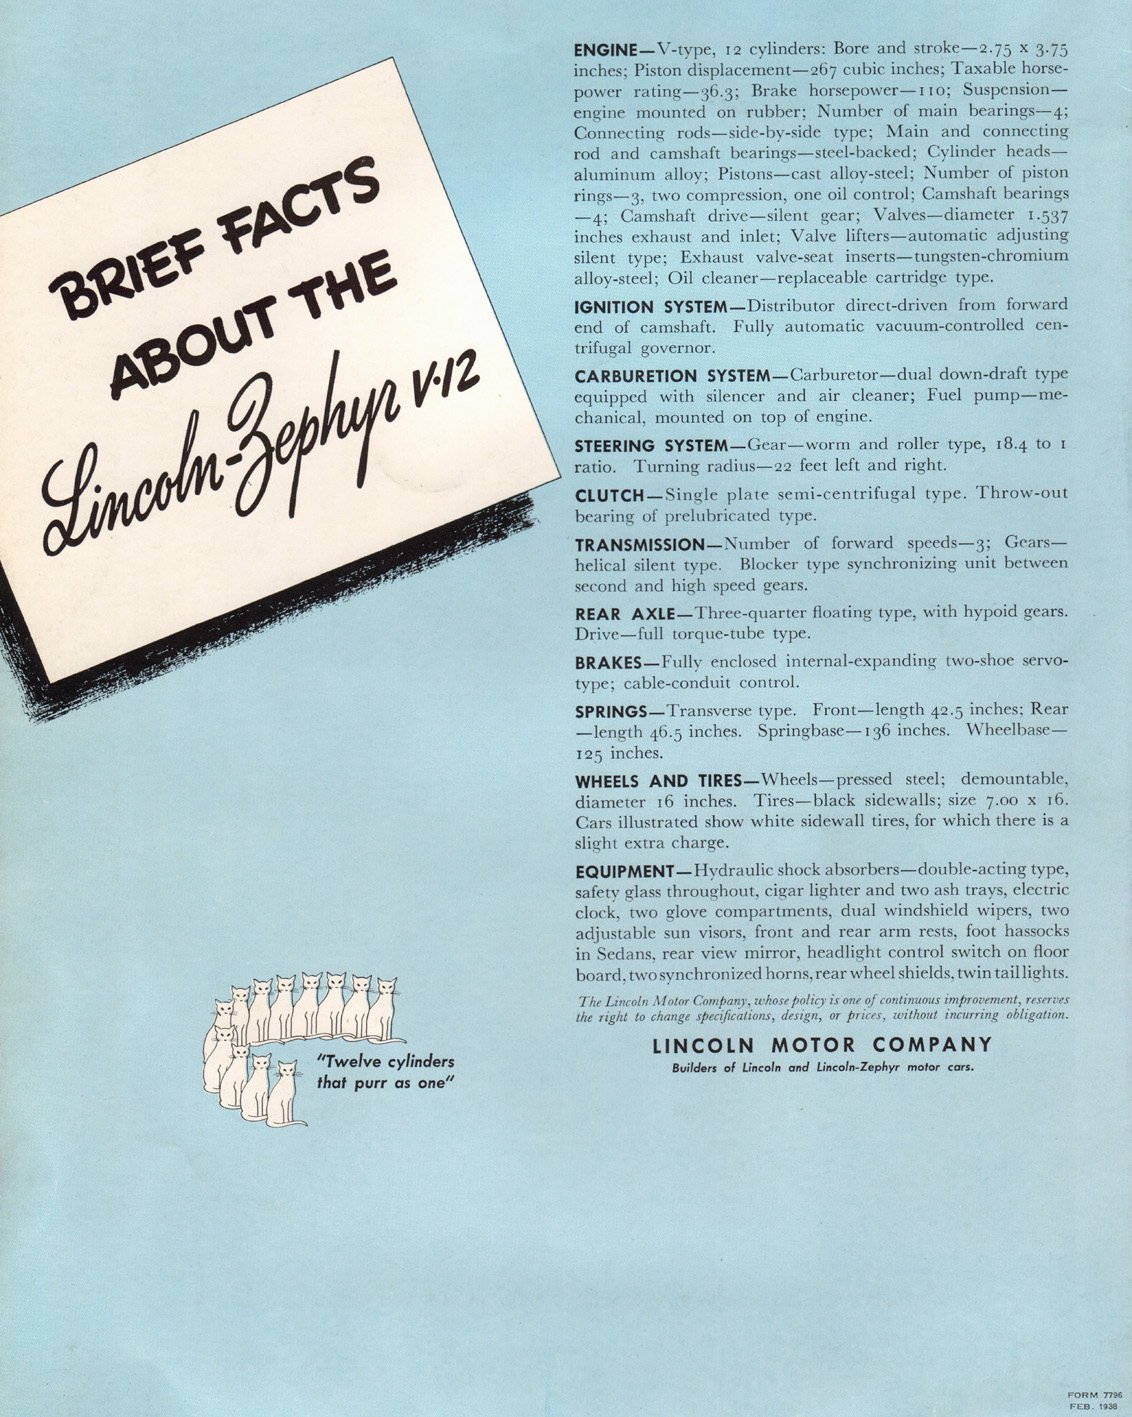 BRIEF FACTS
ABOUT THE
Lincoln-Zephyr V·12
ENGINE—V-type, 12 cylinders: Bore and stroke—2.75 x 3.75
inches; Piston displacement—267 cubic inches; Taxable horse-
power rating—36.3; Brake horsepower—110; Suspension—
engine mounted on rubber; Number of main bearings—4;
Connecting rods—side-by-side type; Main and connecting
rod and camshaft bearings—steel-backed; Cylinder heads—
aluminum alloy; Pistons—cast alloy-steel; Number of piston
rings—3, two compression, one oil control; Camshaft bearings
—4; Camshaft drive—silent gear; Valves—diameter 1.537
inches exhaust and inlet; Valve lifters—automatic adjusting
silent type; Exhaust valve-seat inserts—tungsten-chromium
alloy-steel; Oil cleaner—replaceable cartridge type.
IGNITION SYSTEM—Distributor direct-driven from forward
end of camshaft. Fully automatic vacuum-controlled cen-
trifugal governor.
CARBURETION SYSTEM—Carburetor—dual down-draft type
equipped with silencer and air cleaner; Fuel pump—me-
chanical, mounted on top of engine.
STEERING SYSTEM—Gear—worm and roller type, 18.4 to 1
ratio. Turning radius—22 feet left and right.
CLUTCH—Single plate semi-centrifugal type. Throw-out
bearing of prelubricated type.
TRANSMISSION—Number of forward speeds—3; Gears—
helical silent type. Blocker type synchronizing unit between
second and high speed gears.
REAR AXLE—Three-quarter floating type, with hypoid gears.
Drive—full torque-tube type.
BRAKES—Fully enclosed internal-expanding two-shoe servo-
type; cable-conduit control.
SPRINGS—Transverse type. Front—length 42.5 inches; Rear
—length 46.5 inches. Springbase—136 inches. Wheelbase—
125 inches.
WHEELS AND TIRES—Wheels—pressed steel; demountable,
diameter 16 inches. Tires—black sidewalls; size 7.00 x 16.
Cars illustrated show white sidewall tires, for which there is a
slight extra charge.
EQUIPMENT—Hydraulic shock absorbers—double-acting type,
safety glass throughout, cigar lighter and two ash trays, electric
clock, two glove compartments, dual windshield wipers, two
adjustable sun visors, front and rear arm rests, foot hassocks
in Sedans, rear view mirror, headlight control switch on floor
board, two synchronized horns, rear wheel shields, twin tail lights.
The Lincoln Motor Company, whose policy is one of continuous improvement, reserves
the right to change specifications, design, or prices, without incurring obligation.
LINCOLN MOTOR COMPANY
Builders of Lincoln and Lincoln-Zephyr motor cars.
"Twelve cylinders
that purr as one"
FORM 7796
FEB. 1938